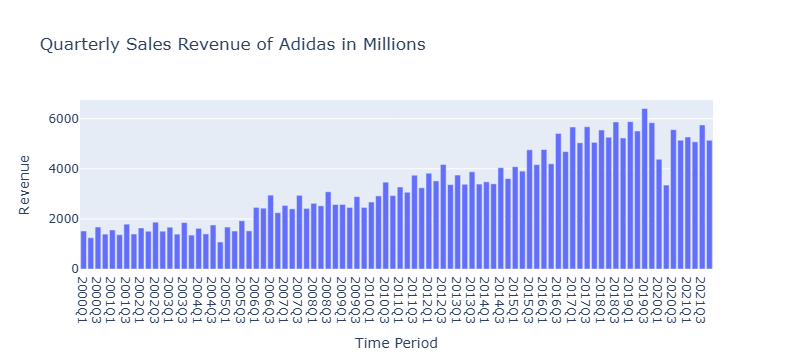 Quarterly Sales Revenue of Adidas in Millions
6000
4000
2000
0
Revenue
2000Q1
2000Q3
2001Q1
2001Q3
2002Q1
2002Q3
2003Q1
2003Q3
2004Q1
2004Q3
2005Q1
2005Q3
2006Q1
2006Q3
2007Q1
2007Q3
2008Q1
2008Q3
2009Q1
2009Q3
2010Q1
2010Q3
2011Q1
2011Q3
2012Q1
2012Q3
2013Q1
2013Q3
2014Q1
2014Q3
2015Q1
2015Q3
2016Q1
2016Q3
2017Q1
2017Q3
2018Q1
2018Q3
2019Q1
2019Q3
2020Q1
2020Q3
2021Q1
2021Q3
Time Period